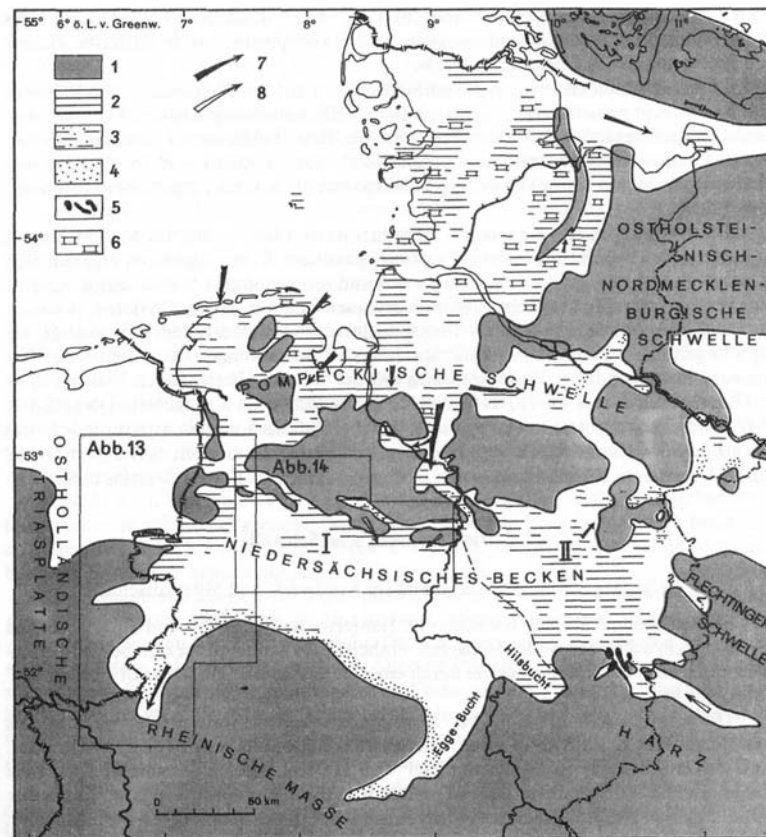 6° ö. L. v. Greenw. 7° 8° 9° 10° 11°
1
2
3
4
5
6
7
8
55°
54°
53°
52°
OSTHOLSTEI-
NISCH-
NORDMECKLEN-
BURGISCHE
SCHWELLE
POMPECKJ'SCHE SCHWELLE
Abb.13
Abb.14
OSTHOLLÄNDISCHE
TRIASPLATTE
I
II
NIEDERSÄCHSISCHES-BECKEN
FLECHTINGER
SCHWELLE
?
Hilsbucht
Egge-Bucht
HARZ
RHEINISCHE MASSE
0 50 km